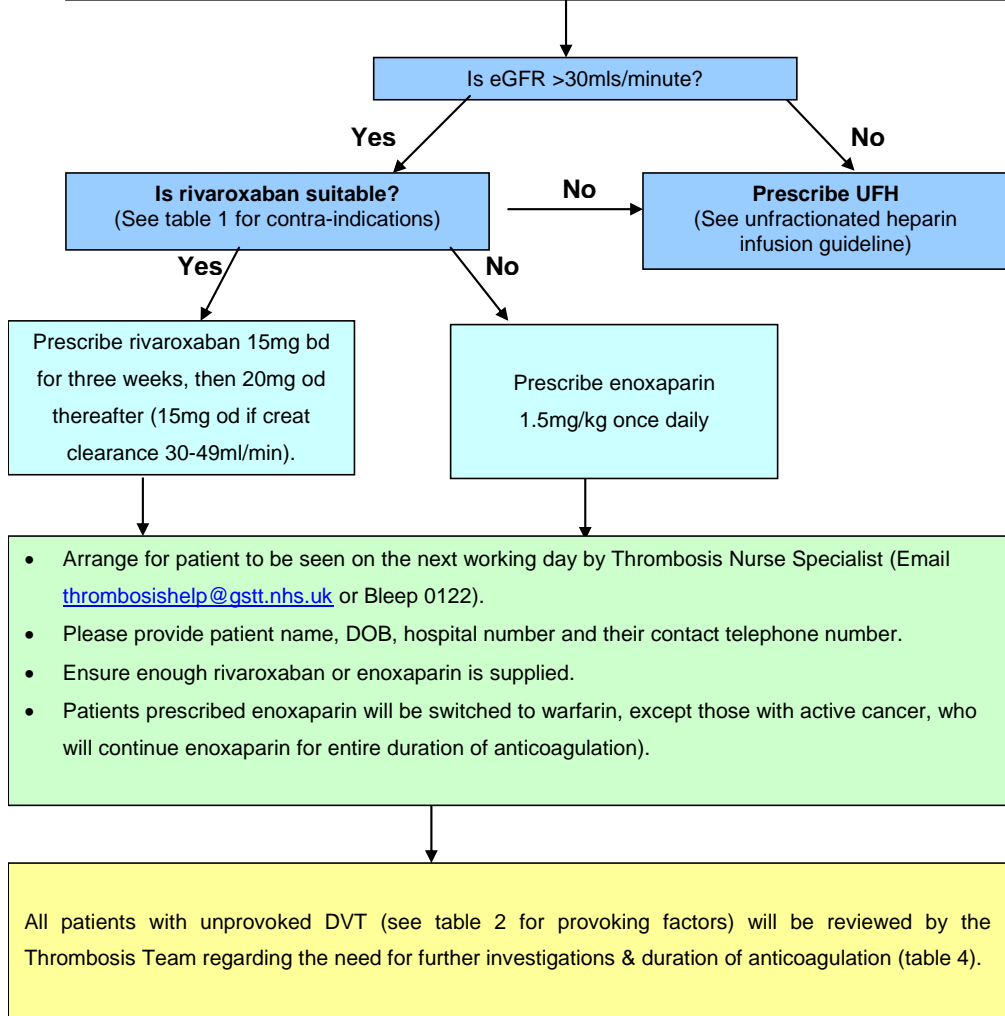 Is eGFR >30mls/minute?
Yes
No
Is rivaroxaban suitable?
(See table 1 for contra-indications)
No
Prescribe UFH
(See unfractionated heparin
infusion guideline)
Yes
No
Prescribe rivaroxaban 15mg bd
for three weeks, then 20mg od
thereafter (15mg od if creat
clearance 30-49ml/min).
Prescribe enoxaparin
1.5mg/kg once daily
• Arrange for patient to be seen on the next working day by Thrombosis Nurse Specialist (Email
thrombosishelp@gstt.nhs.uk or Bleep 0122).
• Please provide patient name, DOB, hospital number and their contact telephone number.
• Ensure enough rivaroxaban or enoxaparin is supplied.
• Patients prescribed enoxaparin will be switched to warfarin, except those with active cancer, who
will continue enoxaparin for entire duration of anticoagulation).
All patients with unprovoked DVT (see table 2 for provoking factors) will be reviewed by the
Thrombosis Team regarding the need for further investigations & duration of anticoagulation (table 4).